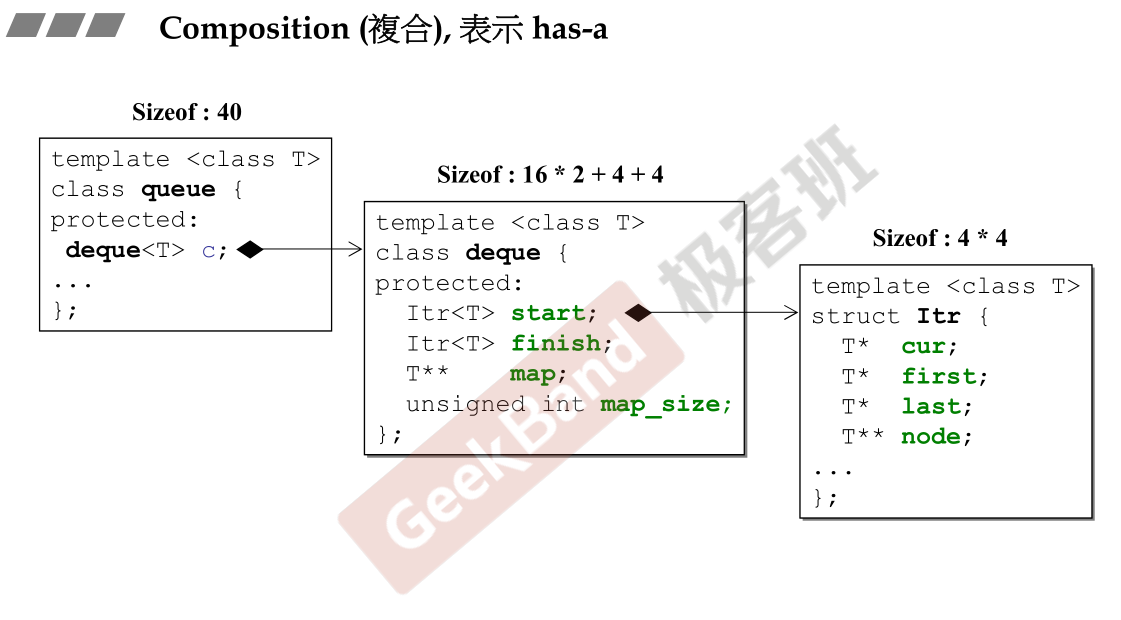 Composition (複合), 表示 has-a
Sizeof : 40
template <class T>
class queue {
protected:
deque<T> c;
...
};
Sizeof : 16 * 2 + 4 + 4
template <class T>
class deque {
protected:
Itr<T> start;
Itr<T> finish;
T** map;
unsigned int map_size;
};
Sizeof : 4 * 4
template <class T>
struct Itr {
T* cur;
T* first;
T* last;
T** node;
...
};
GeekBand 极客班